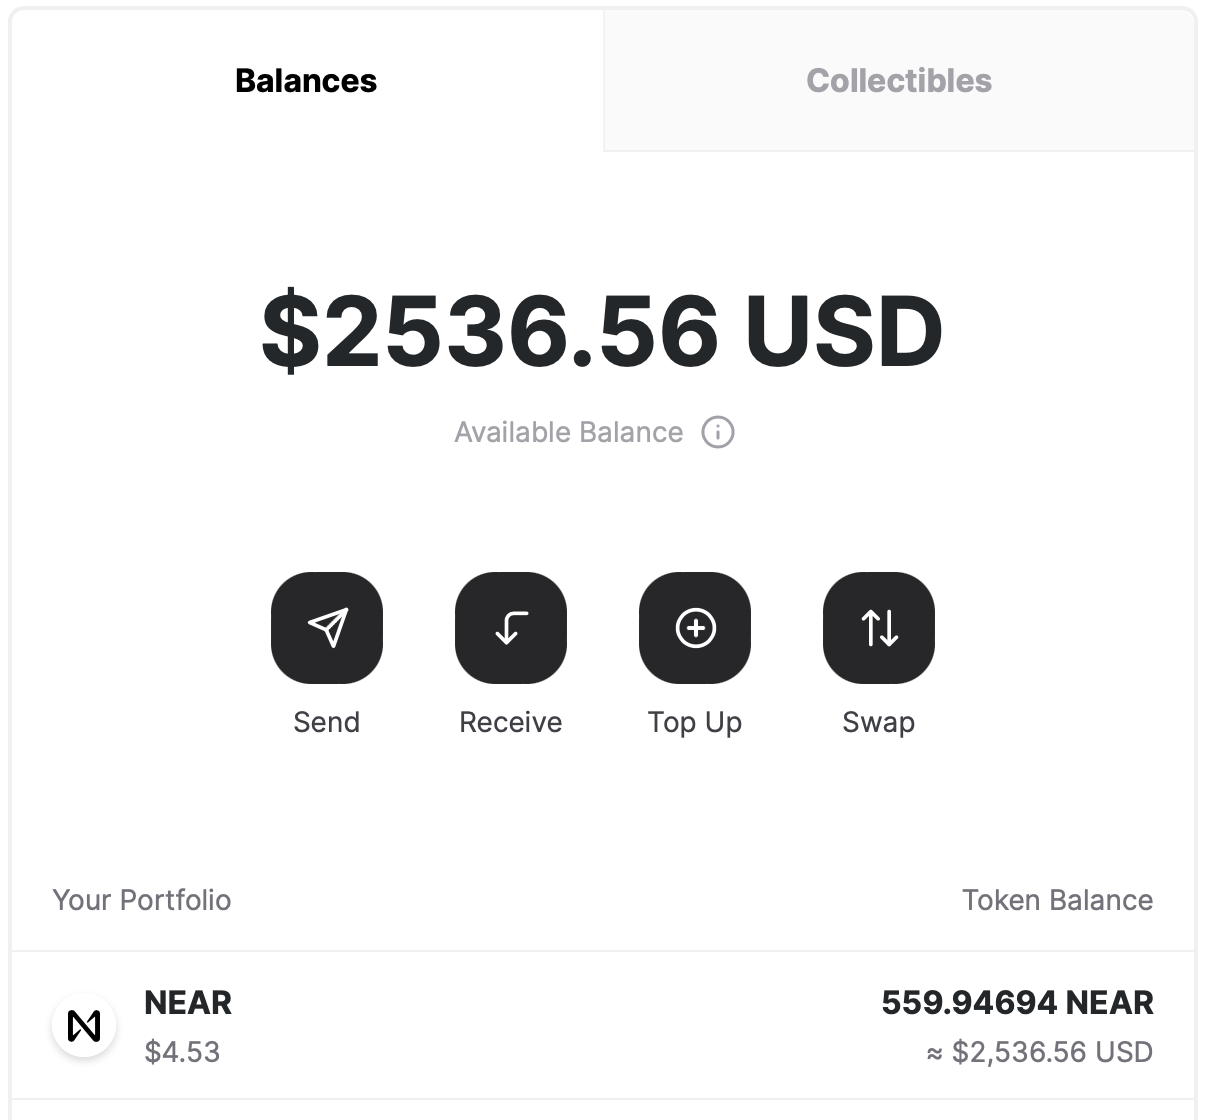 Balances
Collectibles
$2536.56 USD
Available Balance
Send
Receive
Top Up
Swap
Your Portfolio
Token Balance
NEAR
559.94694 NEAR
$4.53
≈ $2,536.56 USD